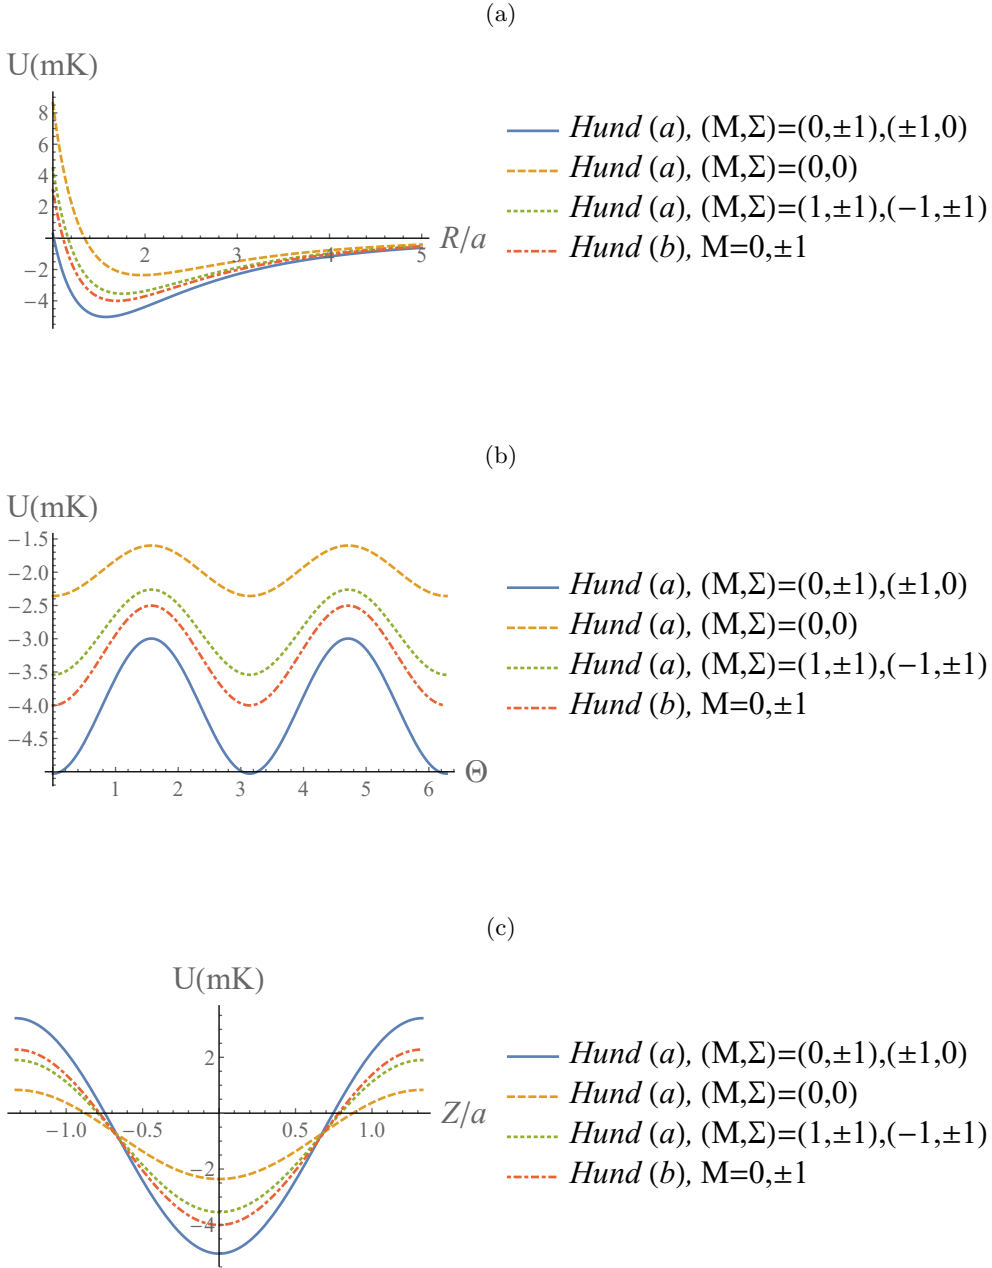 (a)
U(mK)
8
6
4
2
−2
−4
2
3
4
5
R/a
Hund (a), (M,Σ)=(0,±1),(±1,0)
Hund (a), (M,Σ)=(0,0)
Hund (a), (M,Σ)=(1,±1),(−1,±1)
Hund (b), M=0,±1
(b)
U(mK)
−1.5
−2.0
−2.5
−3.0
−3.5
−4.0
−4.5
1
2
3
4
5
6
Θ
Hund (a), (M,Σ)=(0,±1),(±1,0)
Hund (a), (M,Σ)=(0,0)
Hund (a), (M,Σ)=(1,±1),(−1,±1)
Hund (b), M=0,±1
(c)
U(mK)
2
−2
−4
−1.0
−0.5
0.5
1.0
Z/a
Hund (a), (M,Σ)=(0,±1),(±1,0)
Hund (a), (M,Σ)=(0,0)
Hund (a), (M,Σ)=(1,±1),(−1,±1)
Hund (b), M=0,±1